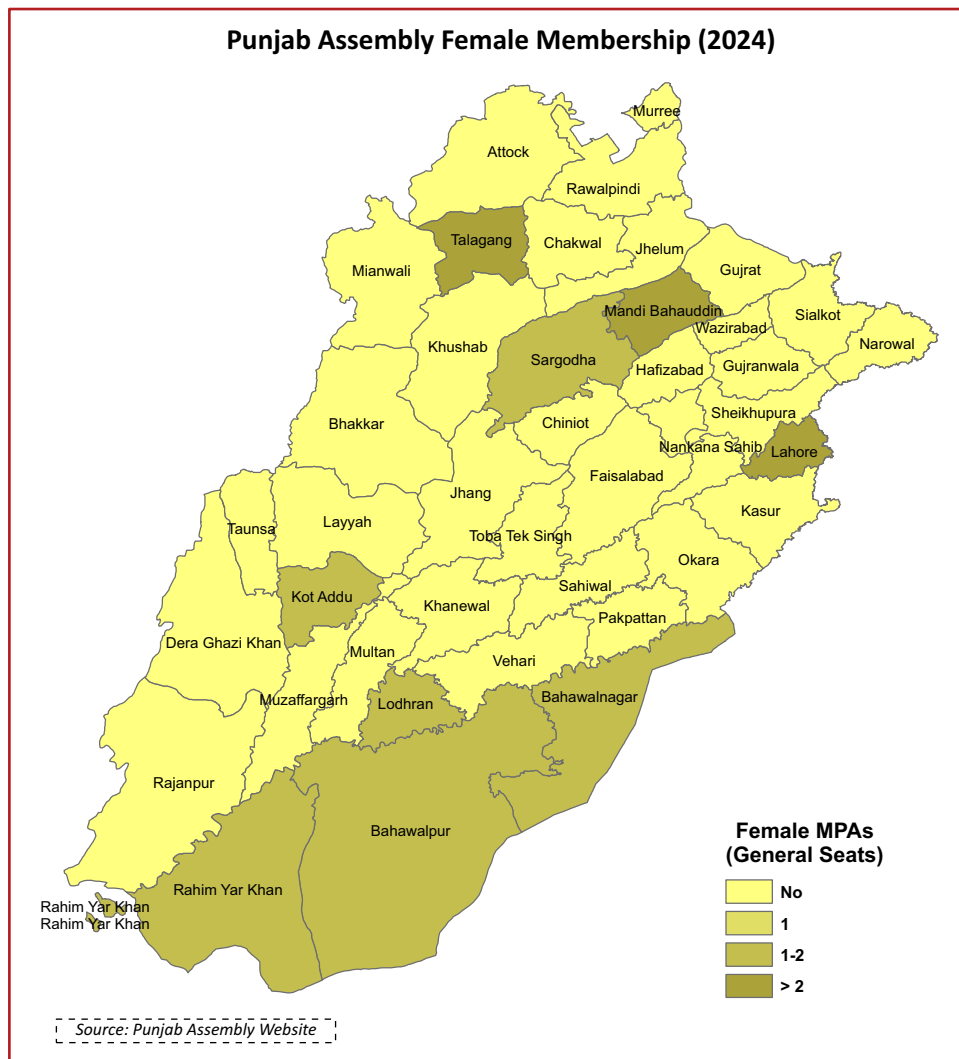 Punjab Assembly Female Membership (2024)
Murree
Attock
Rawalpindi
Talagang
Chakwal
Jhelum
Mianwali
Gujrat
Mandi Bahauddin
Sialkot
Wazirabad
Khushab
Narowal
Sargodha
Hafizabad
Gujranwala
Sheikhupura
Bhakkar
Chiniot
Nankana Sahib
Lahore
Faisalabad
Jhang
Kasur
Layyah
Taunsa
Toba Tek Singh
Okara
Sahiwal
Kot Addu
Khanewal
Pakpattan
Dera Ghazi Khan
Multan
Vehari
Bahawalnagar
Muzaffargarh
Lodhran
Rajanpur
Bahawalpur
Rahim Yar Khan
Rahim Yar Khan
Rahim Yar Khan
Female MPAs
(General Seats)
No
1
1-2
> 2
Source: Punjab Assembly Website